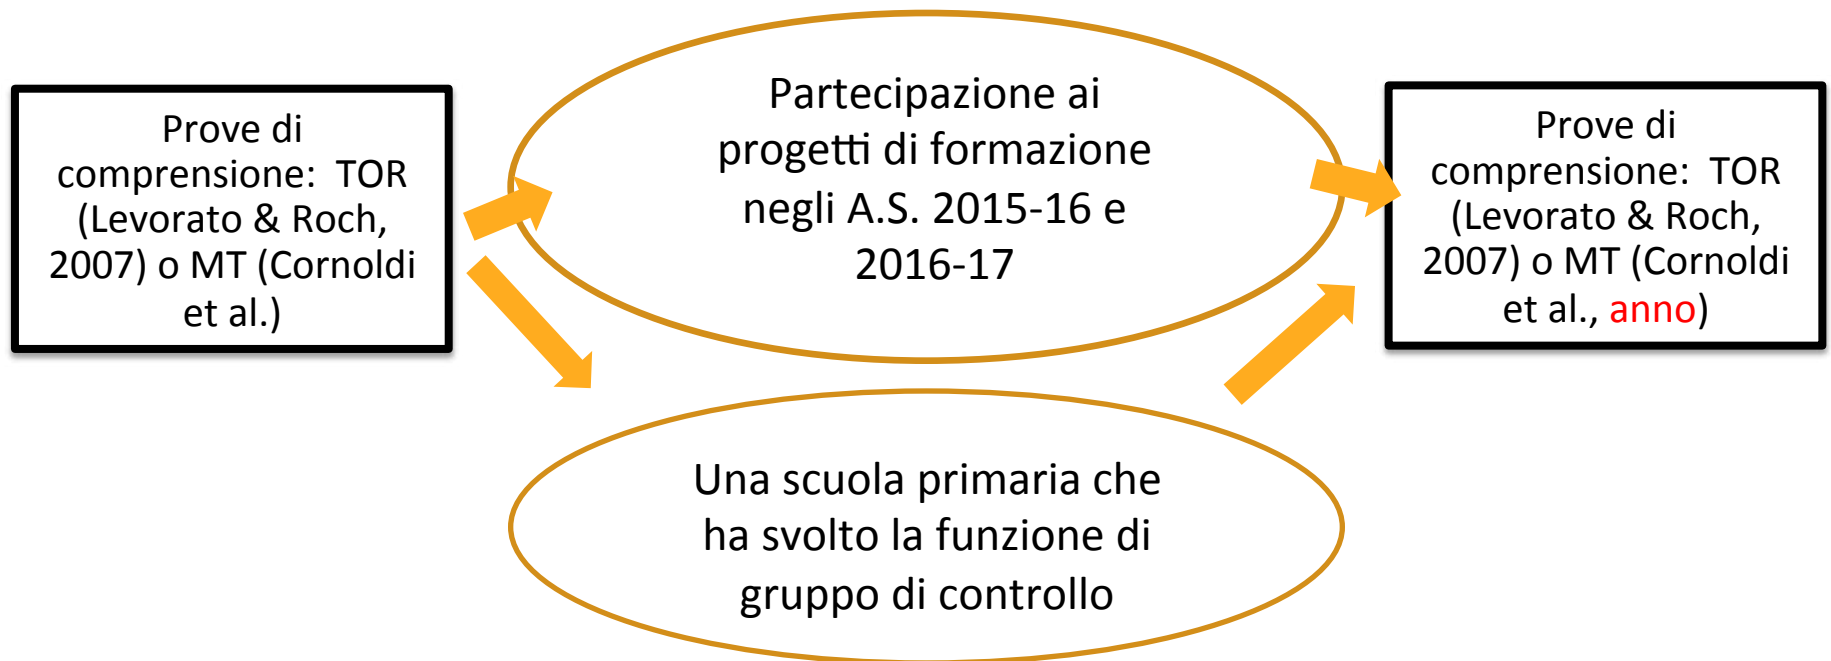 Prove di
comprensione: TOR
(Levorato & Roch,
2007) o MT (Cornoldi
et al.)
Partecipazione ai
progetti di formazione
negli A.S. 2015-16 e
2016-17
Prove di
comprensione: TOR
(Levorato & Roch,
2007) o MT (Cornoldi
et al., anno)
Una scuola primaria che
ha svolto la funzione di
gruppo di controllo